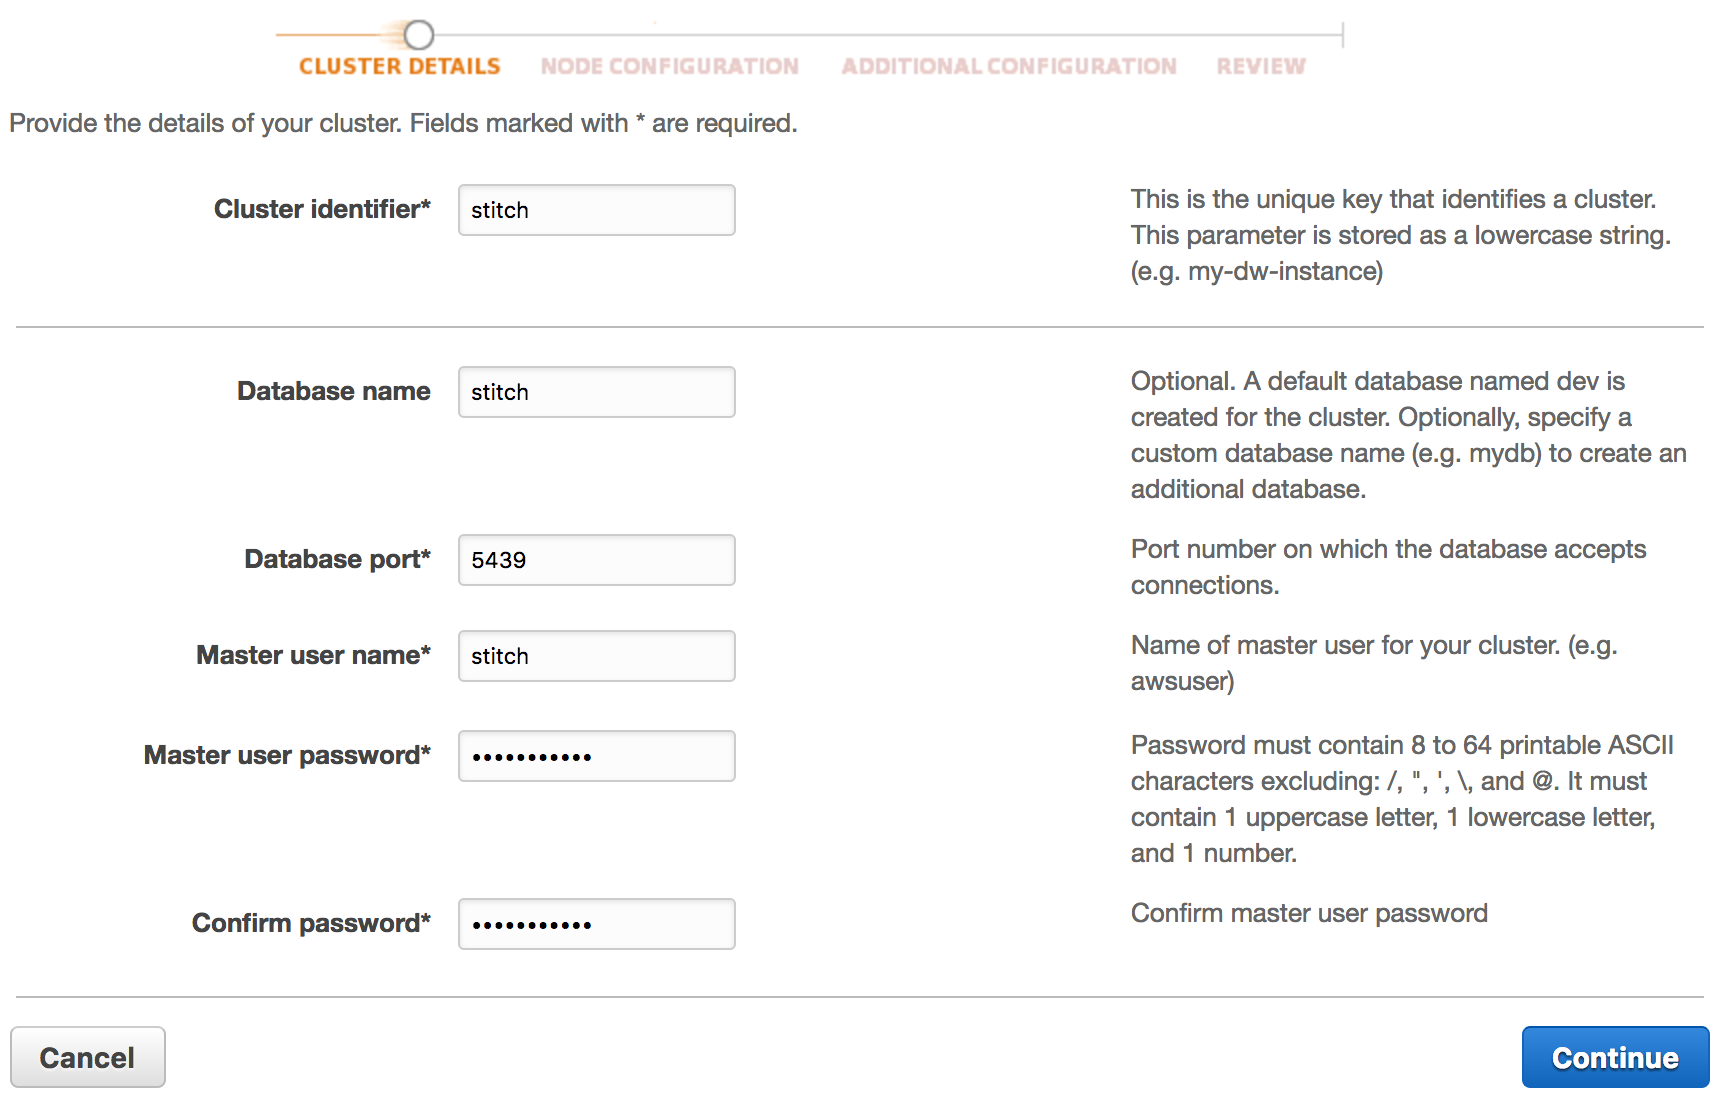 CLUSTER DETAILS NODE CONFIGURATION ADDITIONAL CONFIGURATION REVIEW
Provide the details of your cluster. Fields marked with * are required.
Cluster identifier* stitch
This is the unique key that identifies a cluster.
This parameter is stored as a lowercase string.
(e.g. my-dw-instance)
Database name stitch
Optional. A default database named dev is
created for the cluster. Optionally, specify a
custom database name (e.g. mydb) to create an
additional database.
Database port* 5439
Port number on which the database accepts
connections.
Master user name* stitch
Name of master user for your cluster. (e.g.
awsuser)
Master user password* •••••••••••
Password must contain 8 to 64 printable ASCII
characters excluding: /, ", ', \, and @. It must
contain 1 uppercase letter, 1 lowercase letter,
and 1 number.
Confirm password* •••••••••••
Confirm master user password
Cancel Continue